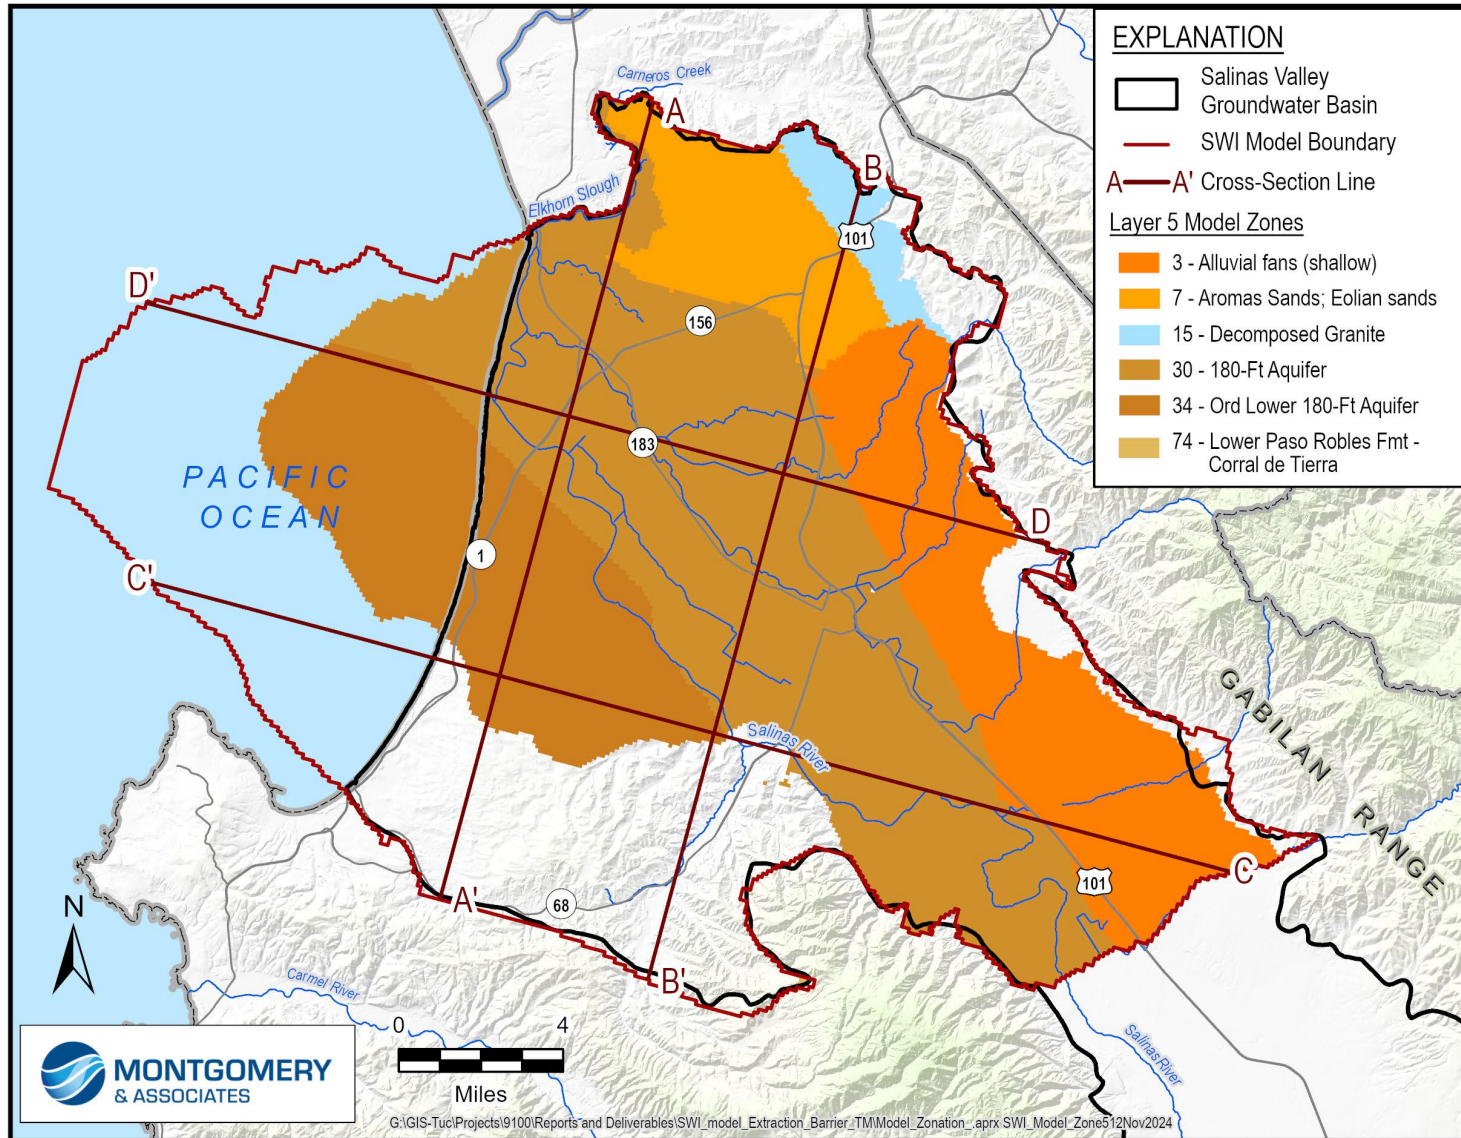 EXPLANATION
Salinas Valley
Groundwater Basin
SWI Model Boundary
A A' Cross-Section Line
Layer 5 Model Zones
3 - Alluvial fans (shallow)
7 - Aromas Sands; Eolian sands
15 - Decomposed Granite
30 - 180-Ft Aquifer
34 - Ord Lower 180-Ft Aquifer
74 - Lower Paso Robles Fmt -
Corral de Tierra
Carneros Creek
A
B
Elkhorn Slough
101
D'
156
183
PACIFIC
OCEAN
D
1
C'
GABILAN
RANGE
Salinas River
C
101
A'
68
B'
N
Carmel River
0 4
Miles
Salinas River
MONTGOMERY
& ASSOCIATES
G:\GIS-Tuc\Projects\9100\Reports and Deliverables\SWI_model_Extraction_Barrier_TM\Model_Zonation_.aprx SWI_Model_Zone512Nov2024